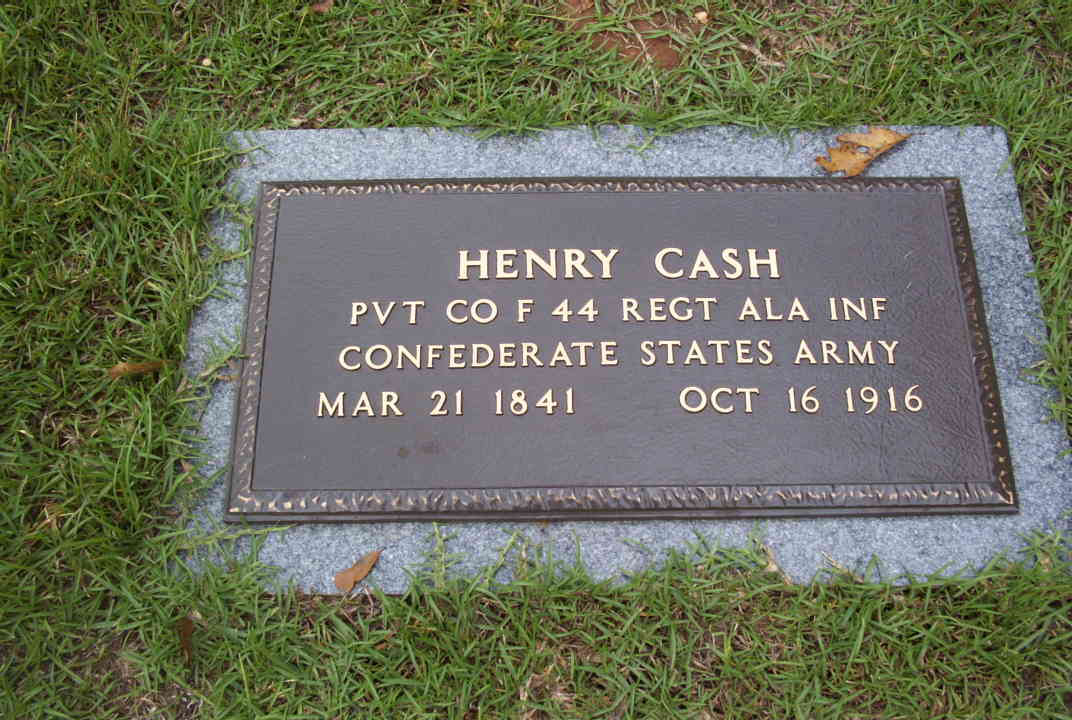 HENRY CASH
PVT CO F 44 REGT ALA INF
CONFEDERATE STATES ARMY
MAR 21 1841 OCT 16 1916